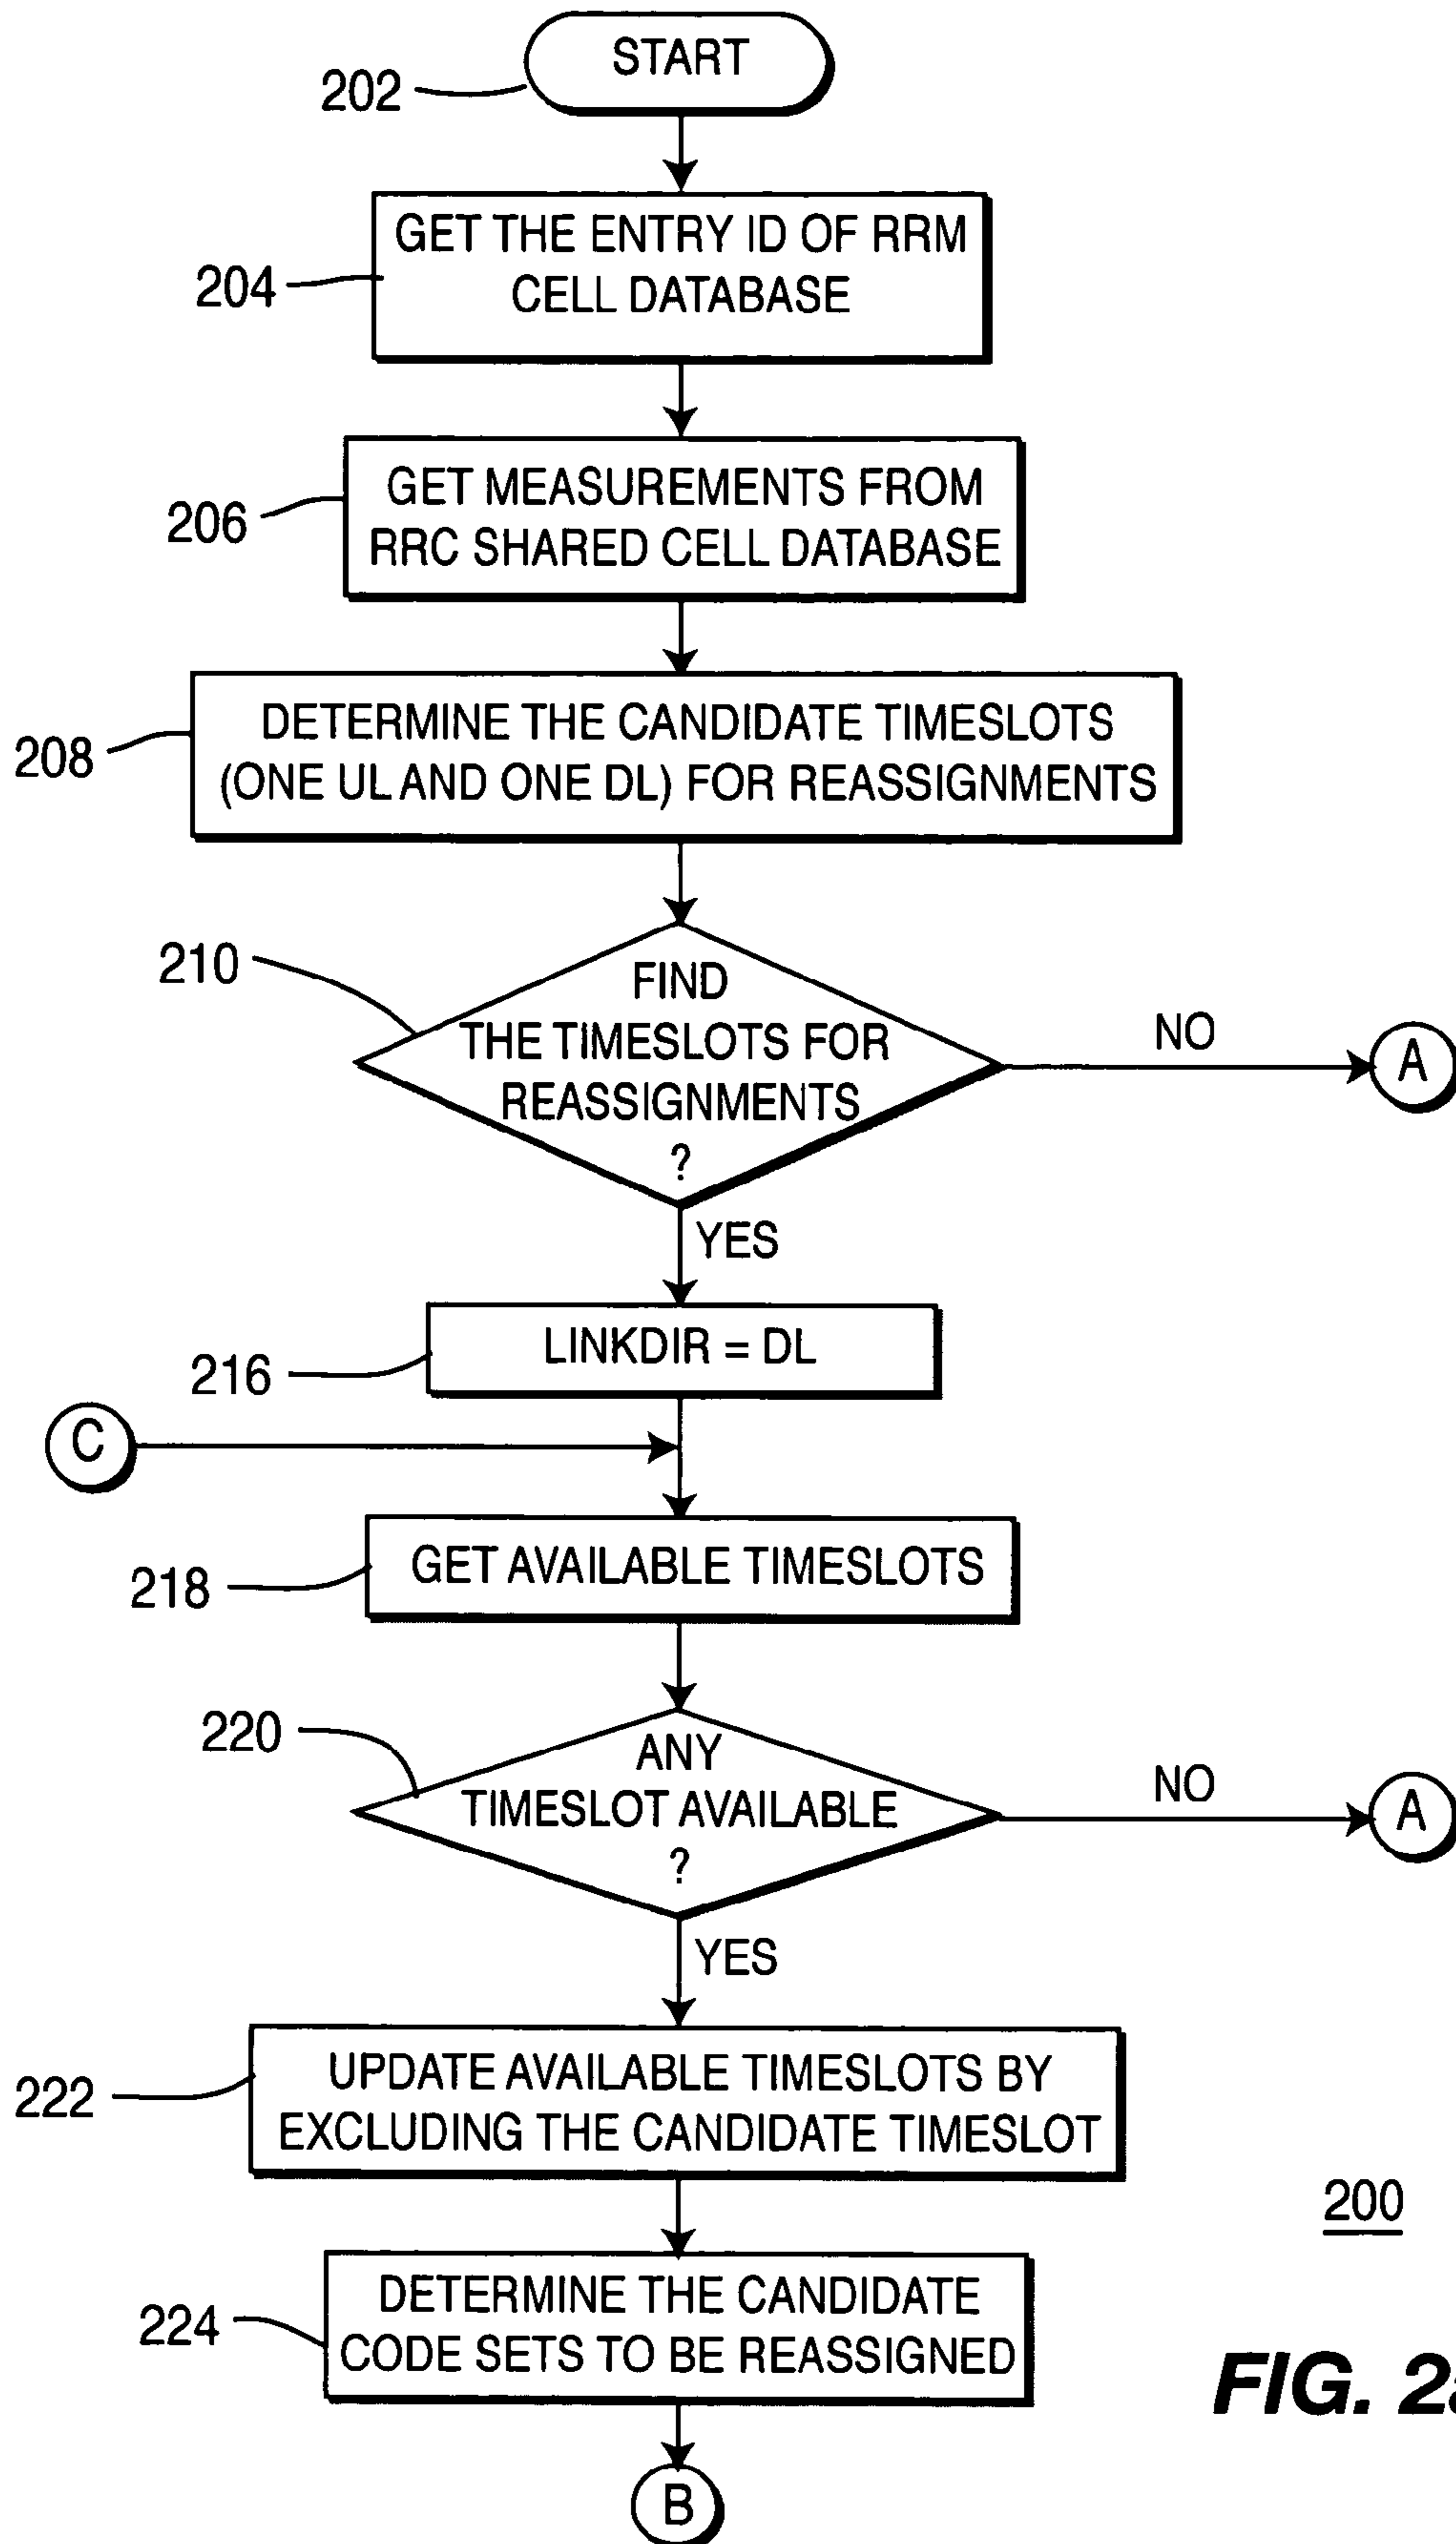 START
202
GET THE ENTRY ID OF RRM
CELL DATABASE
204
GET MEASUREMENTS FROM
RRC SHARED CELL DATABASE
206
DETERMINE THE CANDIDATE TIMESLOTS
(ONE UL AND ONE DL) FOR REASSIGNMENTS
208
210
FIND
THE TIMESLOTS FOR
REASSIGNMENTS
?
NO
A
YES
LINKDIR = DL
216
C
GET AVAILABLE TIMESLOTS
218
220
ANY
TIMESLOT AVAILABLE
?
NO
A
YES
UPDATE AVAILABLE TIMESLOTS BY
EXCLUDING THE CANDIDATE TIMESLOT
222
200
DETERMINE THE CANDIDATE
CODE SETS TO BE REASSIGNED
224
FIG. 2a
B